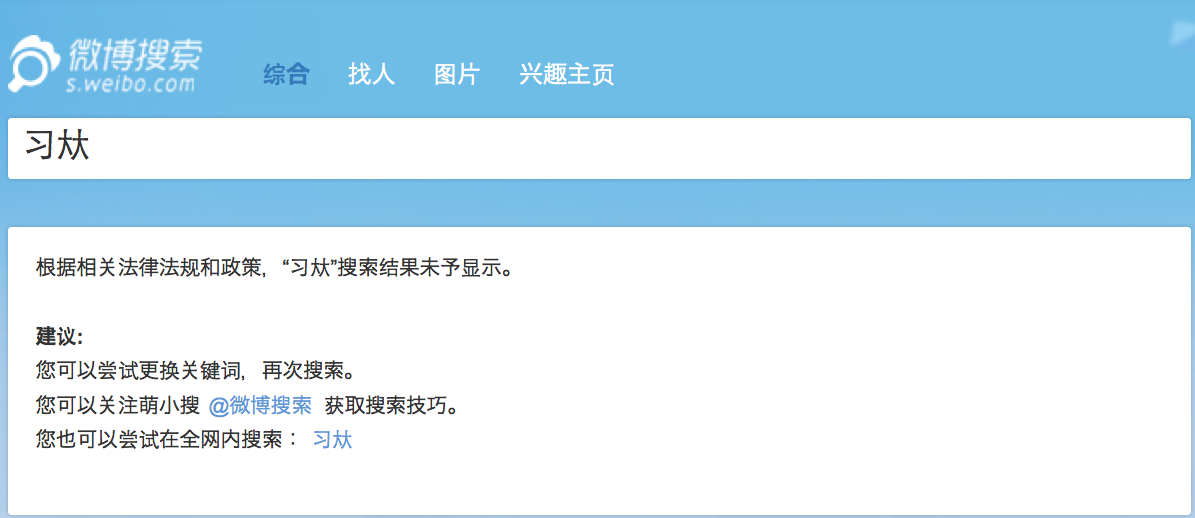 微博搜索
s.weibo.com
综合 找人 图片 兴趣主页
习夶
根据相关法律法规和政策，“习夶”搜索结果未予显示。
建议:
您可以尝试更换关键词，再次搜索。
您可以关注萌小搜 @微博搜索 获取搜索技巧。
您也可以尝试在全网内搜索： 习夶